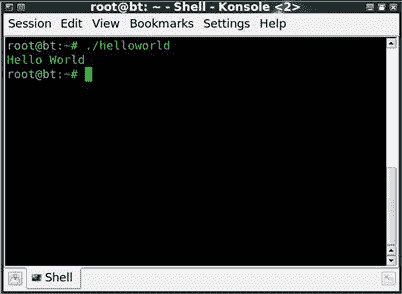 root@bt: ~ - Shell - Konsole <2>
Session Edit View Bookmarks Settings Help
root@bt:~# ./helloworld
Hello World
root@bt:~#
Shell